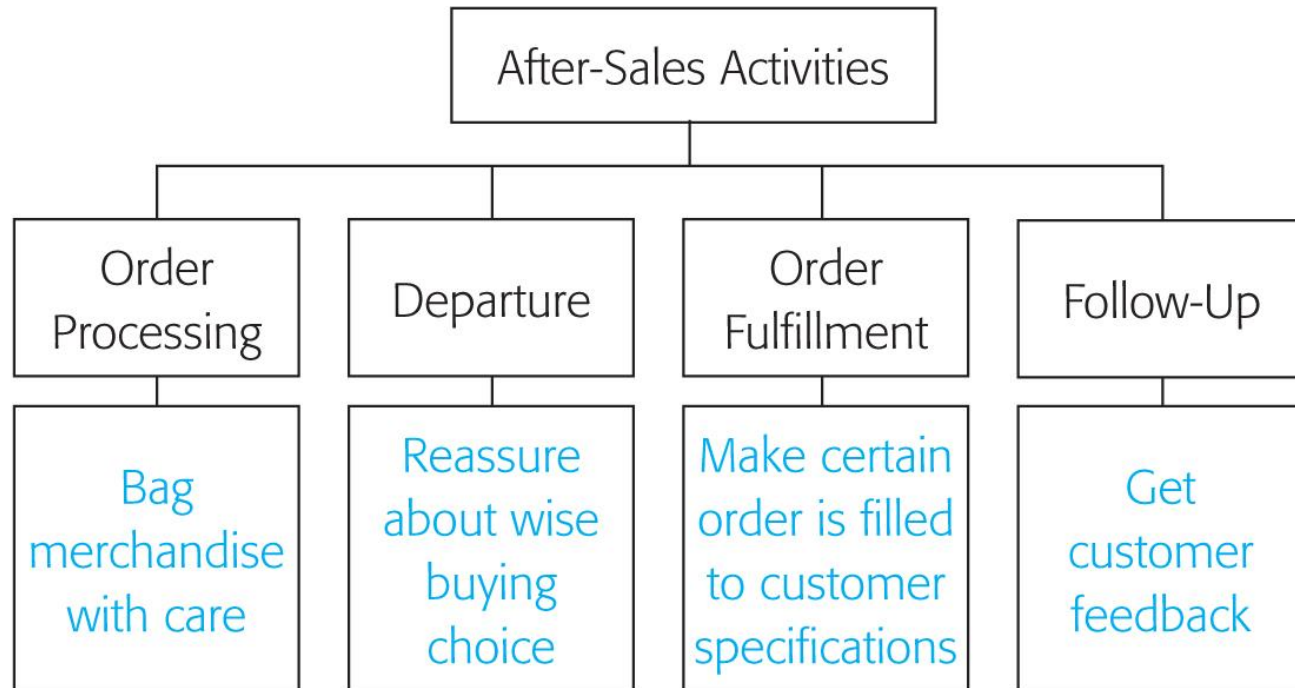 After-Sales Activities
Order
Processing
Departure
Order
Fulfillment
Follow-Up
Bag
merchandise
with care
Reassure
about wise
buying
choice
Make certain
order is filled
to customer
specifications
Get
customer
feedback